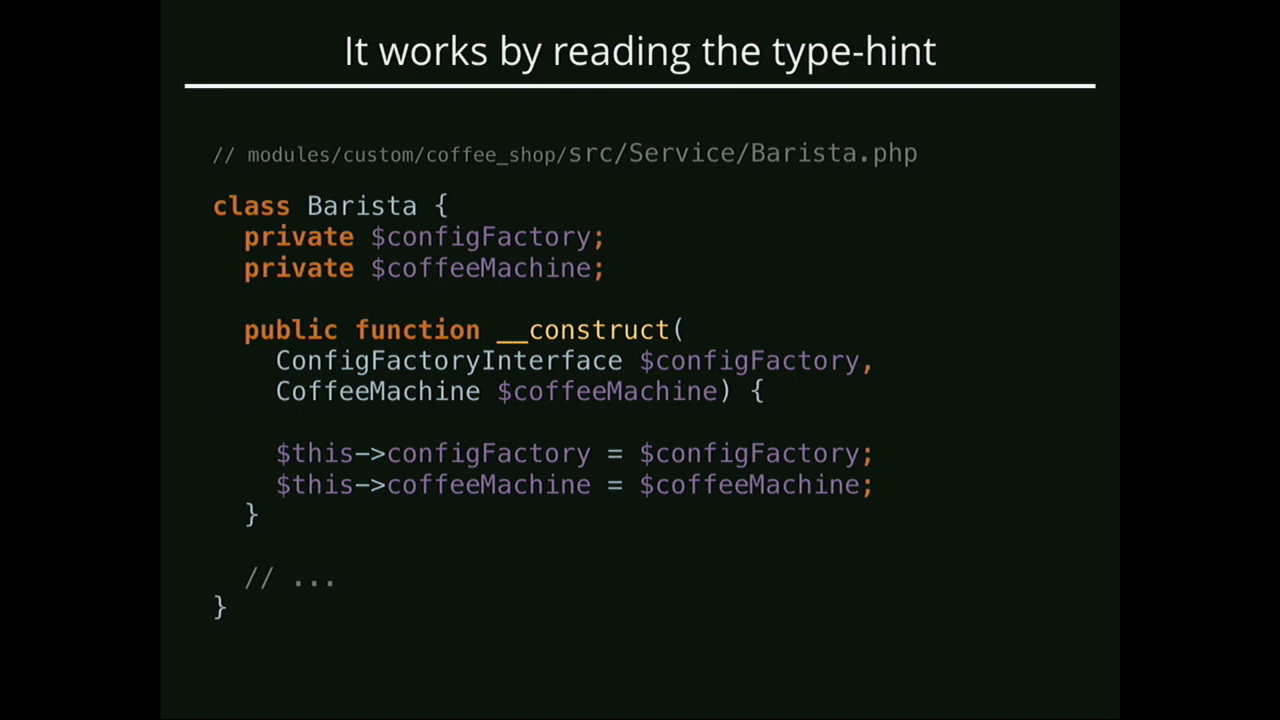 It works by reading the type-hint
// modules/custom/coffee_shop/src/Service/Barista.php
class Barista {
private $configFactory;
private $coffeeMachine;
public function __construct(
ConfigFactoryInterface $configFactory,
CoffeeMachine $coffeeMachine) {
$this->configFactory = $configFactory;
$this->coffeeMachine = $coffeeMachine;
}
// ...
}